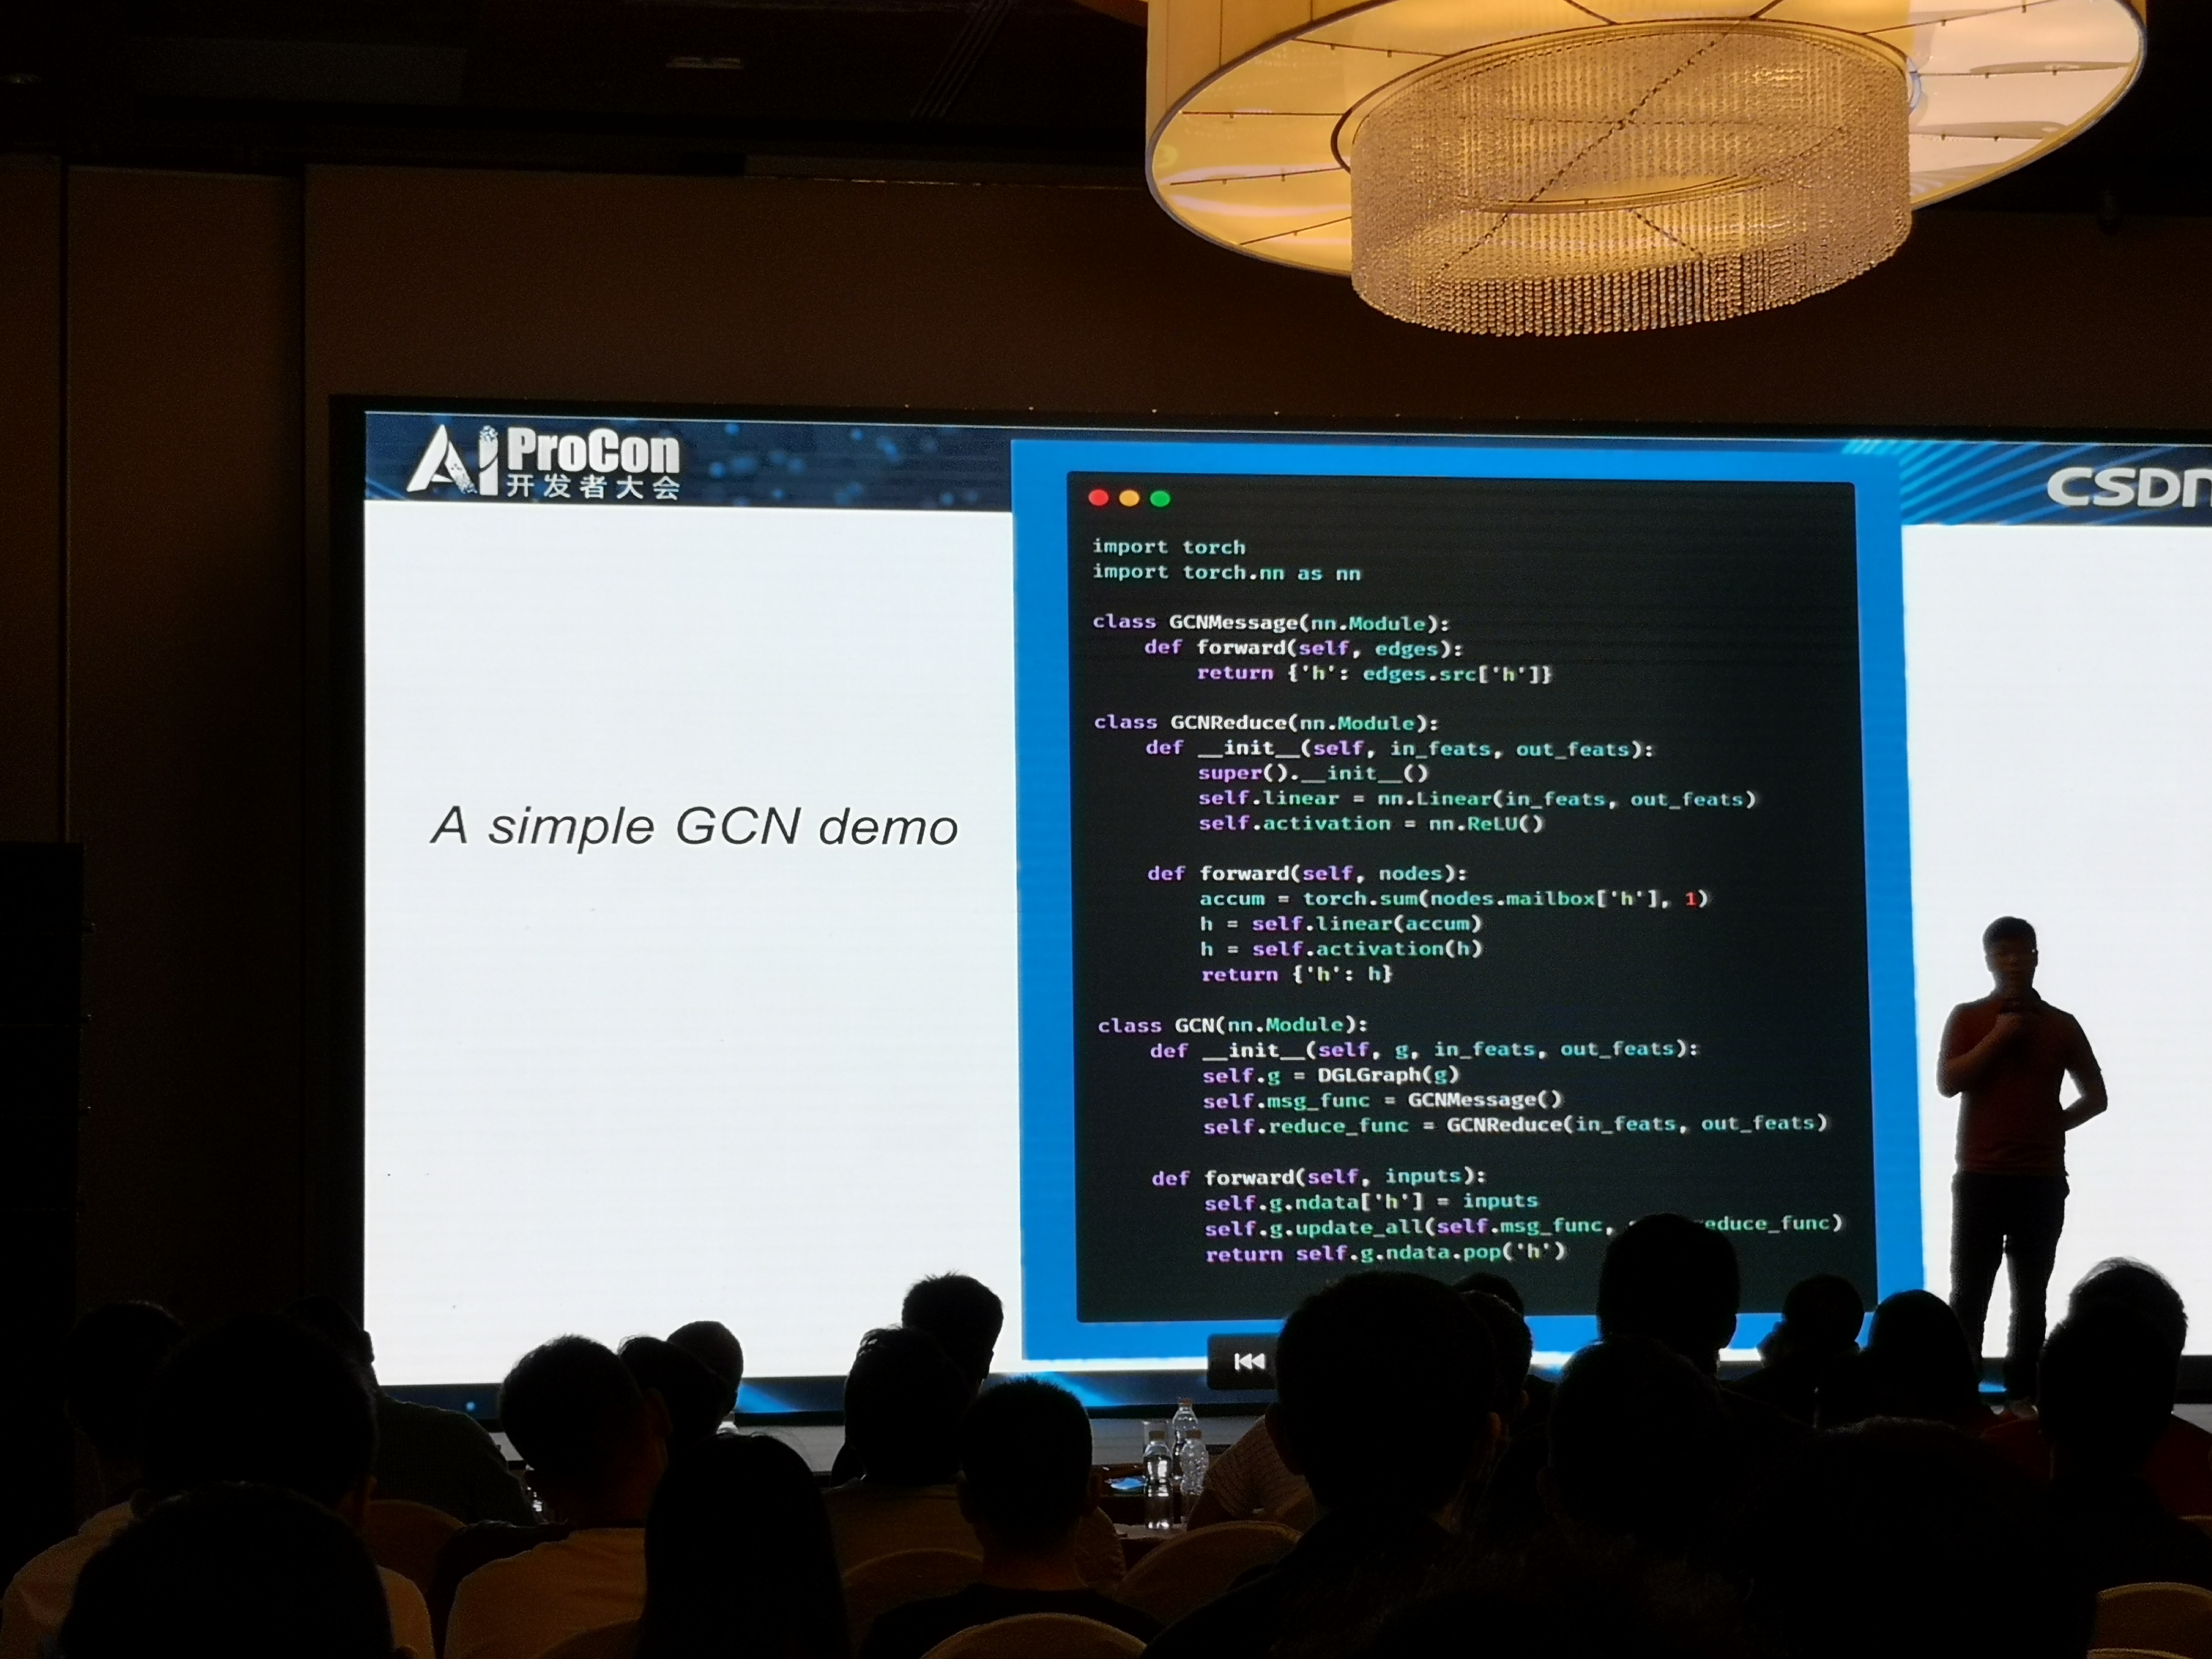 AI ProCon
开发者大会
CSDN
A simple GCN demo
import torch
import torch.nn as nn
class GCNMessage(nn.Module):
def forward(self, edges):
return {'h': edges.src['h']}
class GCNReduce(nn.Module):
def __init__(self, in_feats, out_feats):
super().__init__()
self.linear = nn.Linear(in_feats, out_feats)
self.activation = nn.ReLU()
def forward(self, nodes):
accum = torch.sum(nodes.mailbox['h'], 1)
h = self.linear(accum)
h = self.activation(h)
return {'h': h}
class GCN(nn.Module):
def __init__(self, g, in_feats, out_feats):
self.g = DGLGraph(g)
self.msg_func = GCNMessage()
self.reduce_func = GCNReduce(in_feats, out_feats)
def forward(self, inputs):
self.g.ndata['h'] = inputs
self.g.update_all(self.msg_func, educe_func)
return self.g.ndata.pop('h')